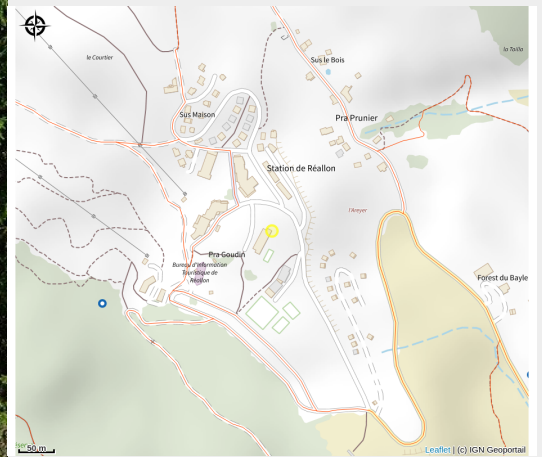 le Courtier
Sus le Bois
la Tailla
Sus Maison
Pra Prunier
Station de Réallon
l'Areyer
Pra Goudin
Bureau d'Information
Touristique de
Réallon
Forest du Bayle
50 m
Leaflet | (c) IGN Geoportail